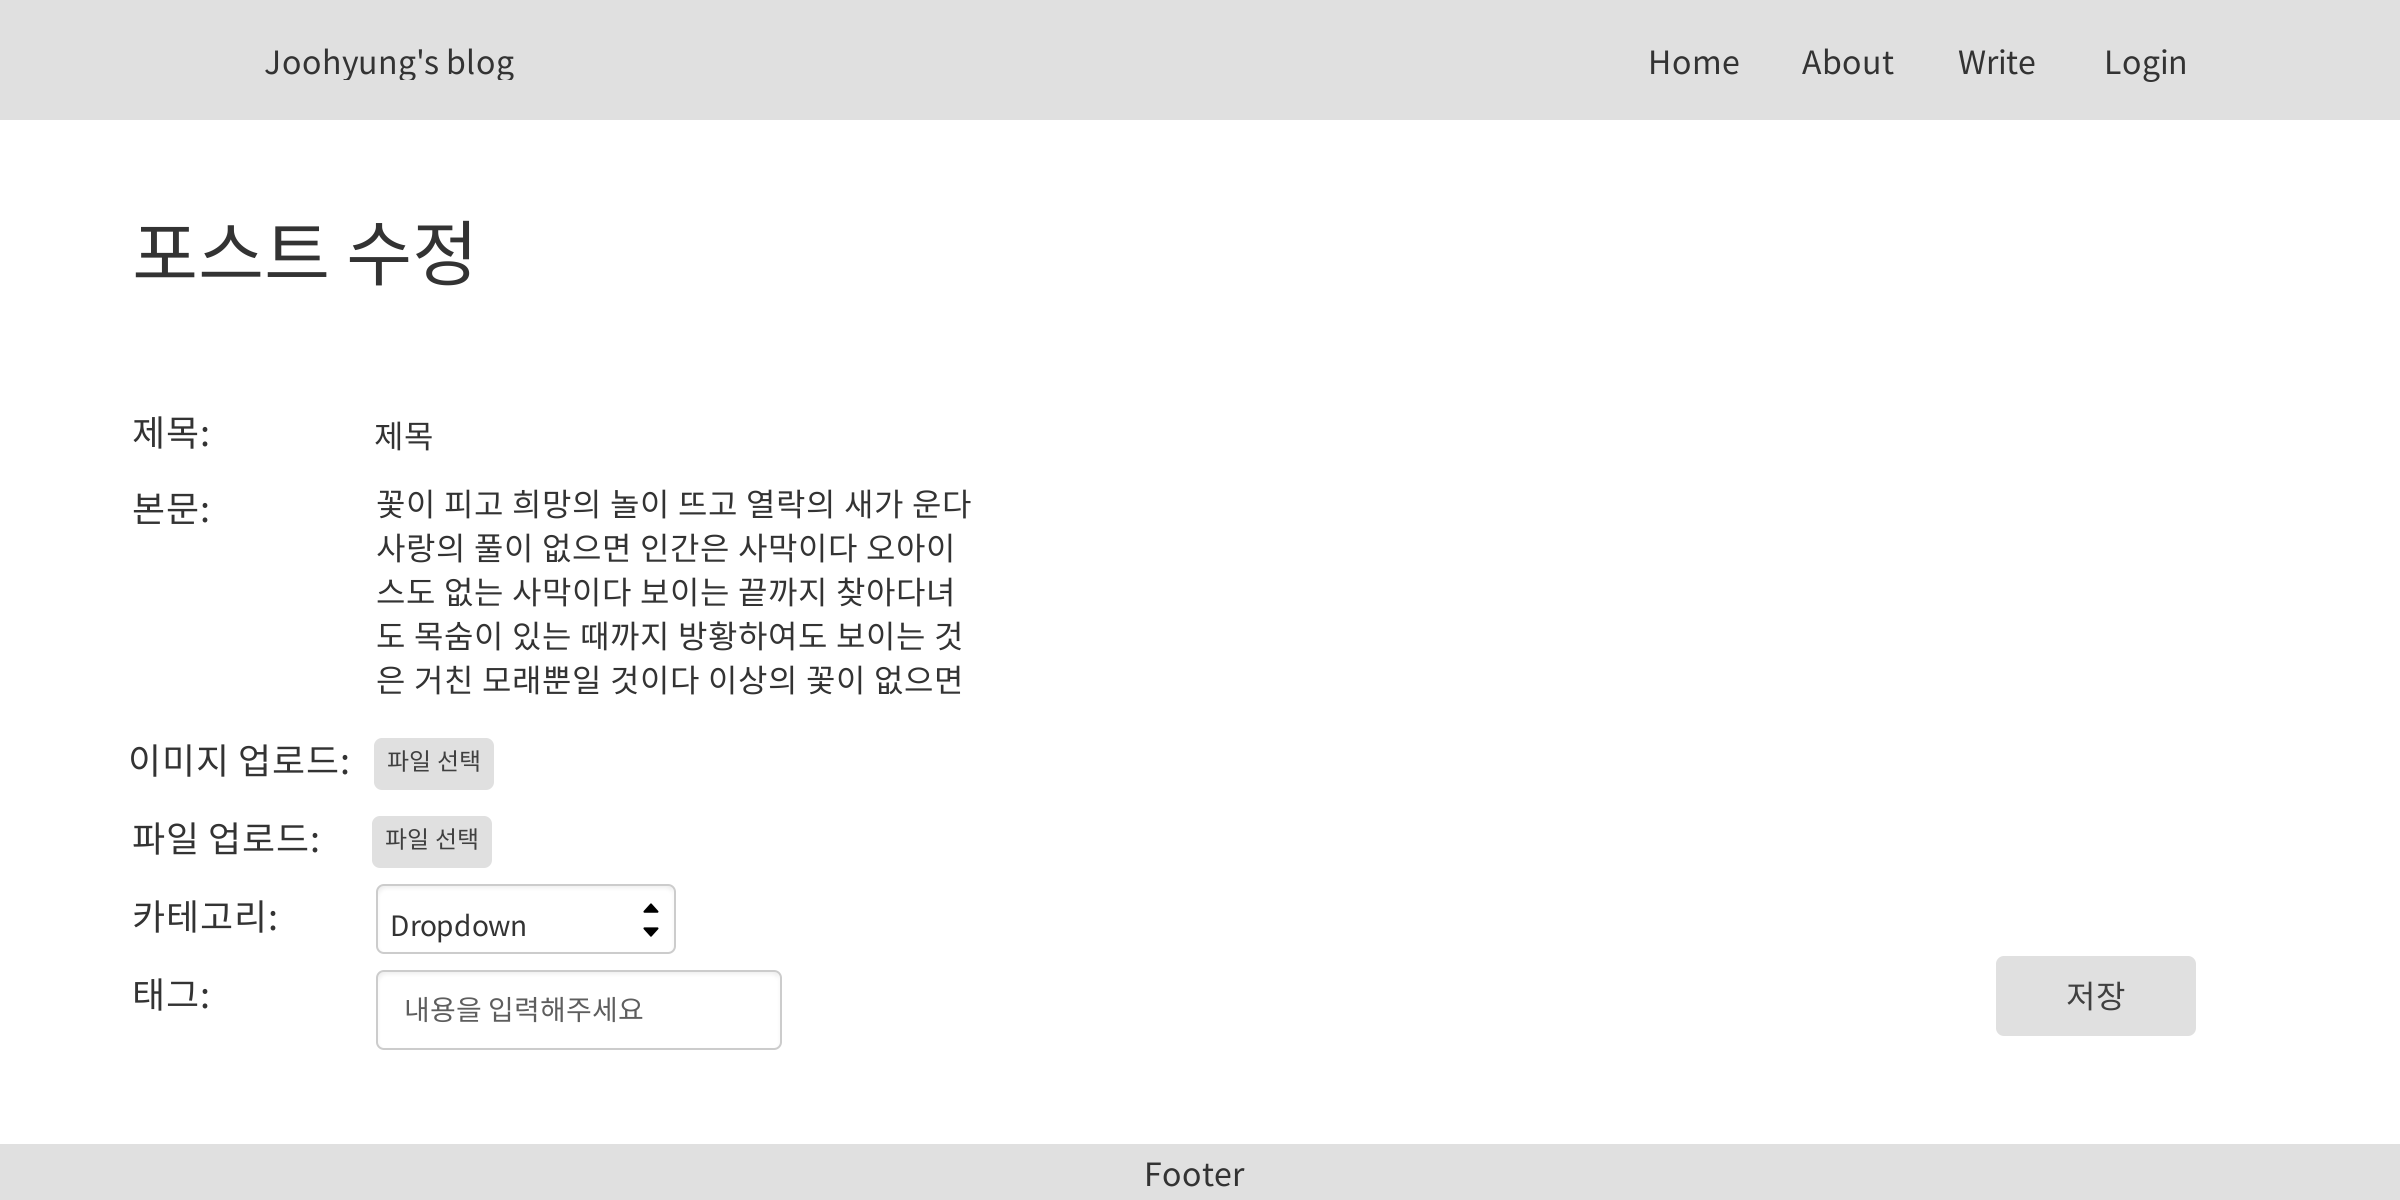 Joohyung's blog
Home About Write Login
포스트 수정
제목: 제목
본문: 꽃이 피고 희망의 놀이 뜨고 열락의 새가 운다
사랑의 풀이 없으면 인간은 사막이다 오아이
스도 없는 사막이다 보이는 끝까지 찾아다녀
도 목숨이 있는 때까지 방황하여도 보이는 것
은 거친 모래뿐일 것이다 이상의 꽃이 없으면
이미지 업로드: 파일 선택
파일 업로드: 파일 선택
카테고리: Dropdown
태그: 내용을 입력해주세요
저장
Footer